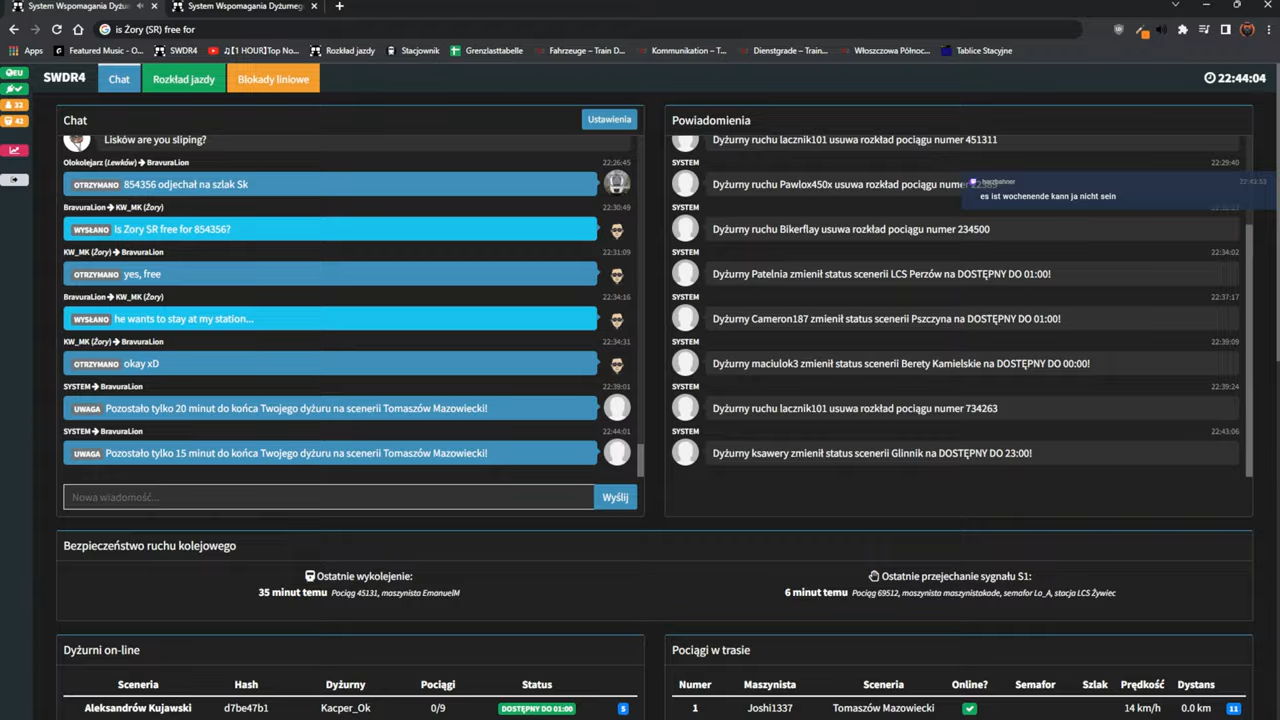 System Wspomagania Dyżur
System Wspomagania Dyżurneg
is Żory (SR) free for
Apps
Featured Music - O...
SWDR4
♫【1 HOUR】Top No...
Rozkład jazdy
Stacjownik
Grenzlasttabelle
Fahrzeuge – Train D...
Kommunikation – T...
Dienstgrade – Train...
Włoszczowa Północ...
Tablice Stacyjne
EU
32
42
SWDR4
Chat
Rozkład jazdy
Blokady liniowe
22:44:04
Chat
Ustawienia
Lisków are you sliping?
Olokolejarz (Lewków) → BravuraLion 22:26:45
OTRZYMANO 854356 odjechał na szlak Sk
BravuraLion → KW_MK (Żory) 22:30:49
WYSŁANO Is Zory SR free for 854356?
KW_MK (Żory) → BravuraLion 22:31:09
OTRZYMANO yes, free
BravuraLion → KW_MK (Żory) 22:34:16
WYSŁANO he wants to stay at my station...
KW_MK (Żory) → BravuraLion 22:34:31
OTRZYMANO okay xD
SYSTEM → BravuraLion 22:39:01
UWAGA Pozostało tylko 20 minut do końca Twojego dyżuru na scenerii Tomaszów Mazowiecki!
SYSTEM → BravuraLion 22:44:01
UWAGA Pozostało tylko 15 minut do końca Twojego dyżuru na scenerii Tomaszów Mazowiecki!
Nowa wiadomość...
Wyślij
Powiadomienia
Dyżurny ruchu lacznik101 usuwa rozkład pociągu numer 451311
SYSTEM 22:29:40
Dyżurny ruchu Pawlox450x usuwa rozkład pociągu numer
22:43:53
es ist wochenende kann ja nicht sein
SYSTEM
Dyżurny ruchu Bikerflay usuwa rozkład pociągu numer 234500
SYSTEM 22:34:02
Dyżurny Patelnia zmienił status scenerii LCS Perzów na DOSTĘPNY DO 01:00!
SYSTEM 22:37:17
Dyżurny Cameron187 zmienił status scenerii Pszczyna na DOSTĘPNY DO 01:00!
SYSTEM 22:39:09
Dyżurny maciulok3 zmienił status scenerii Berety Kamielskie na DOSTĘPNY DO 00:00!
SYSTEM 22:39:24
Dyżurny ruchu lacznik101 usuwa rozkład pociągu numer 734263
SYSTEM 22:43:06
Dyżurny ksawery zmienił status scenerii Glinnik na DOSTĘPNY DO 23:00!
Bezpieczeństwo ruchu kolejowego
Ostatnie wykolejenie:
35 minut temu Pociąg 45131, maszynista EmanuelM
Ostatnie przejechanie sygnału S1:
6 minut temu Pociąg 69512, maszynista maszynistakade, semafor Lo_A, stacja LCS Żywiec
Dyżurni on-line
Sceneria Hash Dyżurny Pociągi Status
Aleksandrów Kujawski d7be47b1 Kacper_Ok 0/9 DOSTĘPNY DO 01:00 5
Pociągi w trasie
Numer Maszynista Sceneria Online? Semafor Szlak Prędkość Dystans
1 Joshi1337 Tomaszów Mazowiecki 14 km/h 0.0 km 11